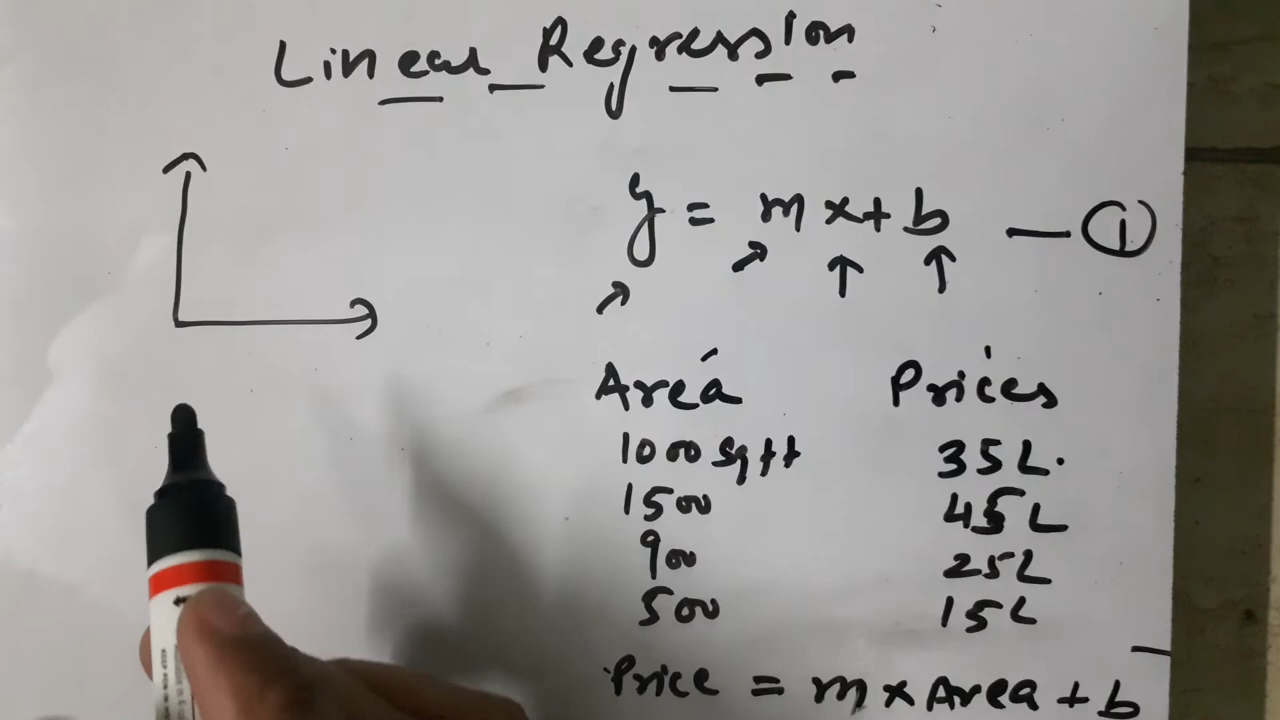 Linear Regression
y = mx + b — ①
Area Prices
1000 sqft 35L.
1500 45L
900 25L
500 15L
Price = m x Area + b